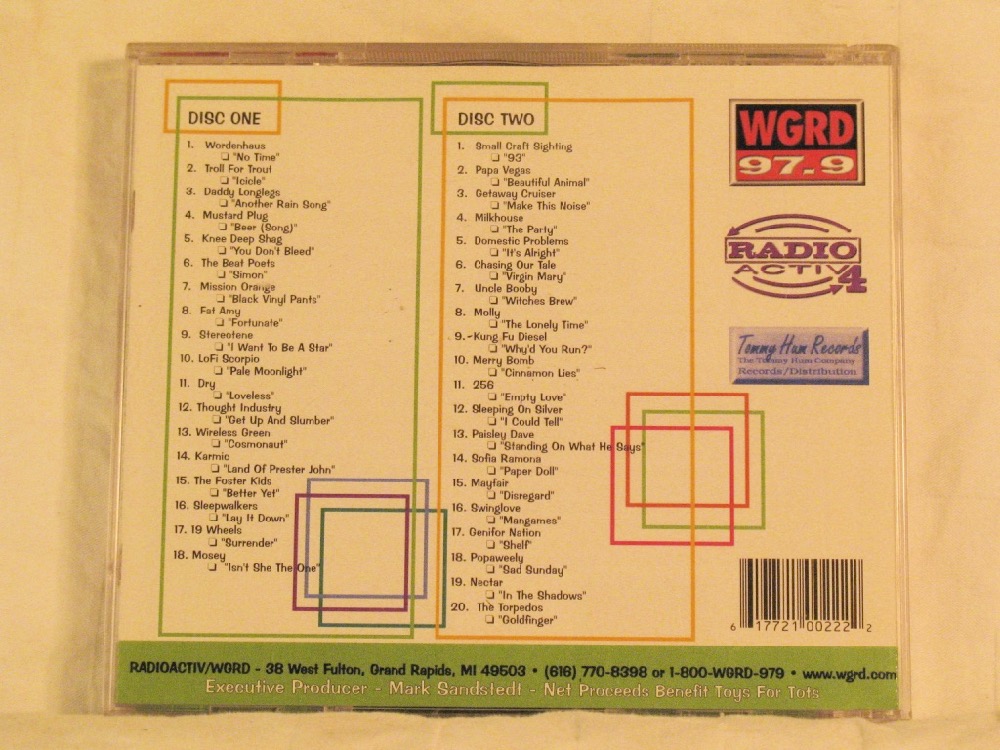 DISC ONE
1. Wordenhaus
"No Time"
2. Troll For Trout
"Icicle"
3. Daddy Longlegs
"Another Rain Song"
4. Mustard Plug
"Beer (Song)"
5. Knee Deep Shag
"You Don't Bleed"
6. The Beat Poets
"Simon"
7. Mission Orange
"Black Vinyl Pants"
8. Fat Amy
"Fortunate"
9. Stereotene
"I Want To Be A Star"
10. LoFi Scorpio
"Pale Moonlight"
11. Dry
"Loveless"
12. Thought Industry
"Get Up And Slumber"
13. Wireless Green
"Cosmonaut"
14. Karmic
"Land Of Prester John"
15. The Foster Kids
"Better Yet"
16. Sleepwalkers
"Lay It Down"
17. 19 Wheels
"Surrender"
18. Mosey
"Isn't She The One"
DISC TWO
1. Small Craft Sighting
"93"
2. Papa Vegas
"Beautiful Animal"
3. Getaway Cruiser
"Make This Noise"
4. Milkhouse
"The Party"
5. Domestic Problems
"It's Alright"
6. Chasing Our Tale
"Virgin Mary"
7. Uncle Booby
"Witches Brew"
8. Molly
"The Lonely Time"
9. Kung Fu Diesel
"Why'd You Run?"
10. Merry Bomb
"Cinnamon Lies"
11. 256
"Empty Love"
12. Sleeping On Silver
"I Could Tell"
13. Paisley Dave
"Standing On What He Says"
14. Sofia Ramona
"Paper Doll"
15. Mayfair
"Disregard"
16. Swinglove
"Mangames"
17. Genifor Nation
"Shelf"
18. Popaweely
"Sad Sunday"
19. Nectar
"In The Shadows"
20. The Torpedos
"Goldfinger"
WGRD
97.9
RADIO
ACTIV4
Tommy Hum Records
The Tommy Hum Company
Records/Distribution
6 17721 00222 2
RADIOACTIV/WGRD - 38 West Fulton, Grand Rapids, MI 49503 • (616) 770-8398 or 1-800-WGRD-979 • www.wgrd.com
Executive Producer - Mark Sandstedt - Net Proceeds Benefit Toys For Tots